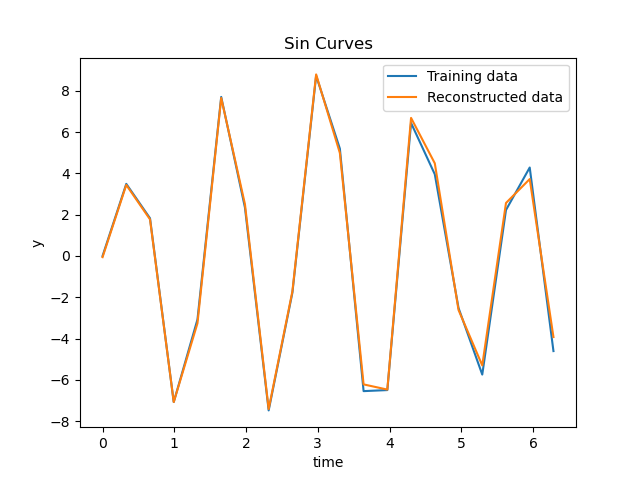 Sin Curves
Training data
Reconstructed data
y
8
6
4
2
0
−2
−4
−6
−8
0 1 2 3 4 5 6
time